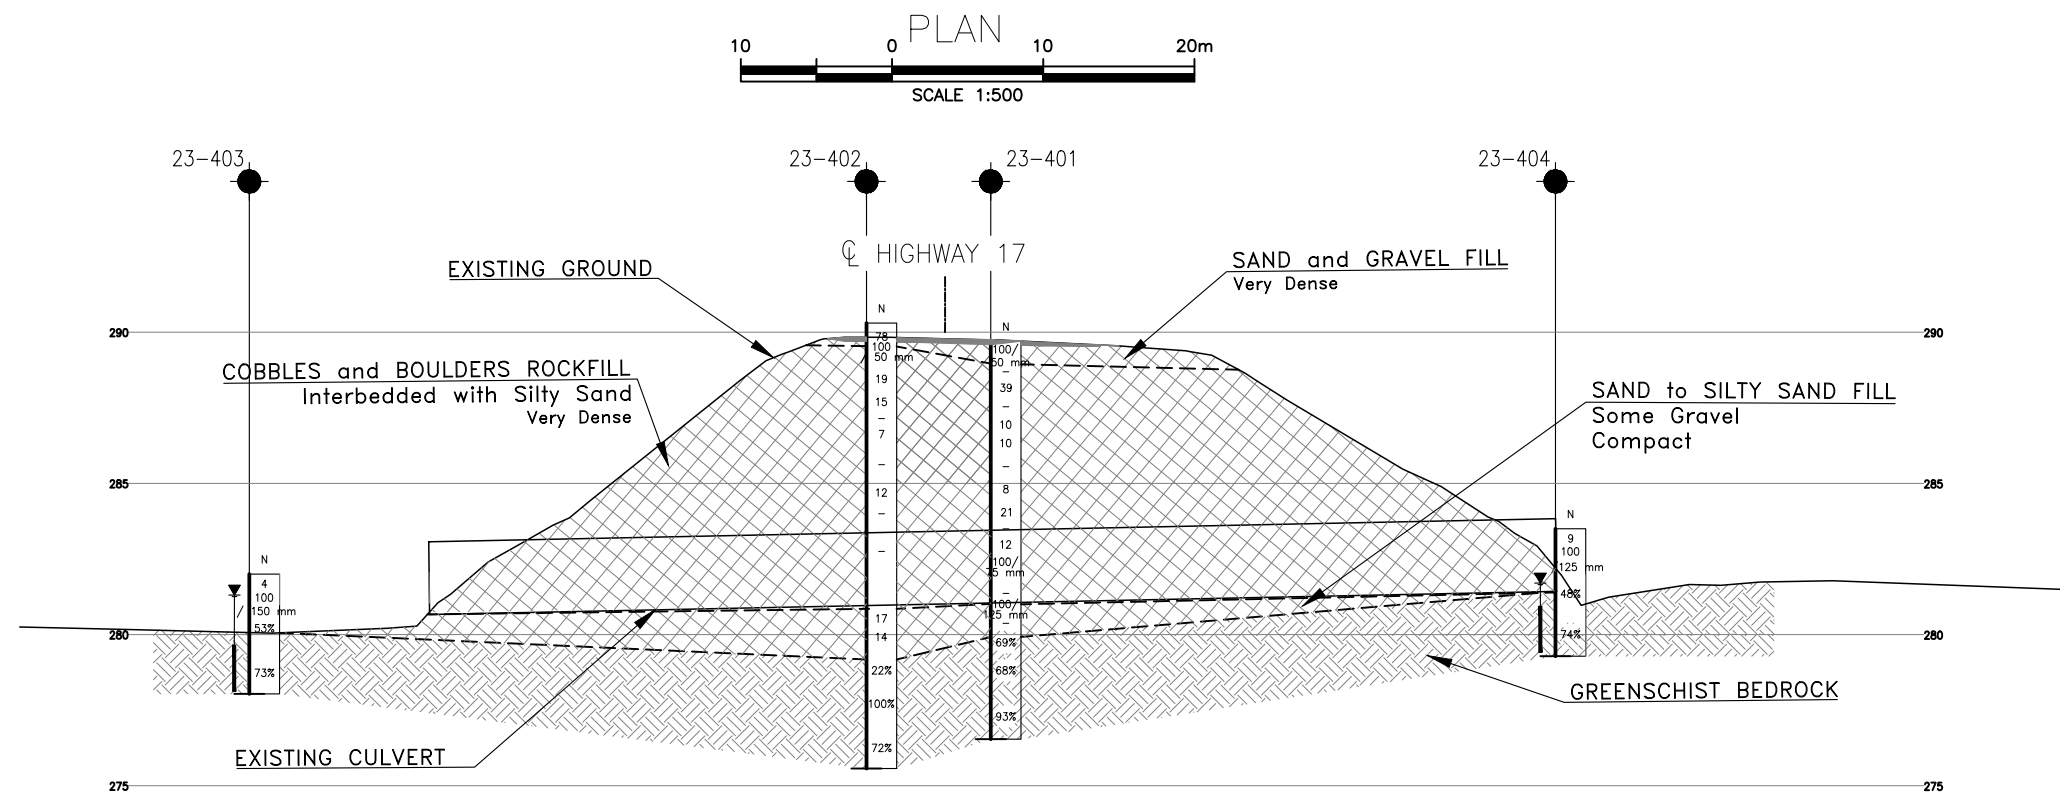 PLAN
10 0 10 20m
SCALE 1:500
23-403 23-402 23-401 23-404
℄ HIGHWAY 17
EXISTING GROUND
SAND and GRAVEL FILL
Very Dense
COBBLES and BOULDERS ROCKFILL
Interbedded with Silty Sand
Very Dense
SAND to SILTY SAND FILL
Some Gravel
Compact
EXISTING CULVERT
GREENSCHIST BEDROCK
290 290
285 285
280 280
275 275
N
4
100
/ 150 mm
53%
73%
N
78
100
50 mm
19
15
–
7
–
12
–
–
17
14
22%
100%
72%
N
100/
50 mm
–
39
–
10
10
–
8
21
–
12
100/
75 mm
–
100/
125 mm
–
69%
68%
93%
N
9
100
125 mm
48%
74%